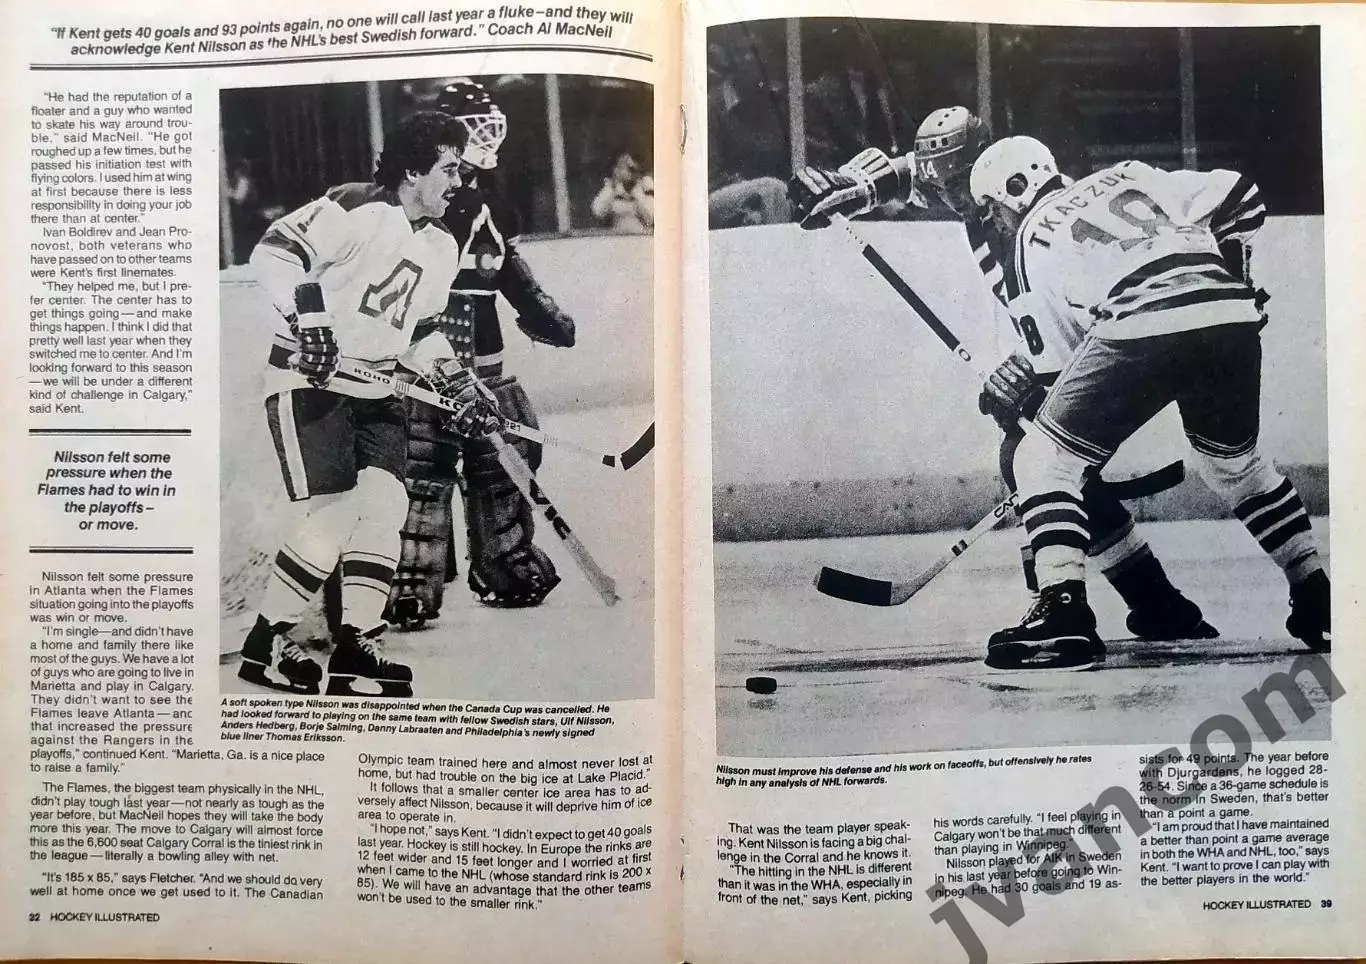 "If Kent gets 40 goals and 93 points again, no one will call last year a fluke—and they will
acknowledge Kent Nilsson as the NHL's best Swedish forward." Coach Al MacNeil
"He had the reputation of a
floater and a guy who wanted
to skate his way around trou-
ble," said MacNeil. "He got
roughed up a few times, but he
passed his initiation test with
flying colors. I used him at wing
at first because there is less
responsibility in doing your job
there than at center."
Ivan Boldirev and Jean Pro-
novost, both veterans who
have passed on to other teams
were Kent's first linemates.
"They helped me, but I pre-
fer center. The center has to
get things going—and make
things happen. I think I did that
pretty well last year when they
switched me to center. And I'm
looking forward to this season
—we will be under a different
kind of challenge in Calgary,"
said Kent.
Nilsson felt some
pressure when the
Flames had to win in
the playoffs–
or move.
Nilsson felt some pressure
in Atlanta when the Flames
situation going into the playoffs
was win or move.
"I'm single—and didn't have
a home and family there like
most of the guys. We have a lot
of guys who are going to live in
Marietta and play in Calgary.
They didn't want to see the
Flames leave Atlanta—and
that increased the pressure
against the Rangers in the
playoffs," continued Kent. "Marietta, Ga. is a nice place
to raise a family."
The Flames, the biggest team physically in the NHL,
didn't play tough last year—not nearly as tough as the
year before, but MacNeil hopes they will take the body
more this year. The move to Calgary will almost force
this as the 6,600 seat Calgary Corral is the tiniest rink in
the league—literally a bowling alley with net.
"It's 185 x 85," says Fletcher. "And we should do very
well at home once we get used to it. The Canadian
32 HOCKEY ILLUSTRATED
A
KOHO
KO
221
VIC
A soft spoken type Nilsson was disappointed when the Canada Cup was cancelled. He
had looked forward to playing on the same team with fellow Swedish stars, Ulf Nilsson,
Anders Hedberg, Borje Salming, Danny Labraaten and Philadelphia's newly signed
blue liner Thomas Eriksson.
Olympic team trained here and almost never lost at
home, but had trouble on the big ice at Lake Placid."
It follows that a smaller center ice area has to ad-
versely affect Nilsson, because it will deprive him of ice
area to operate in.
"I hope not," says Kent. "I didn't expect to get 40 goals
last year. Hockey is still hockey. In Europe the rinks are
12 feet wider and 15 feet longer and I worried at first
when I came to the NHL (whose standard rink is 200 x
85). We will have an advantage that the other teams
won't be used to the smaller rink."
14
TKACZUK
18
8
Nilsson must improve his defense and his work on faceoffs, but offensively he rates
high in any analysis of NHL forwards.
That was the team player speak-
ing. Kent Nilsson is facing a big chal-
lenge in the Corral and he knows it.
"The hitting in the NHL is different
than it was in the WHA, especially in
front of the net," says Kent, picking
his words carefully. "I feel playing in
Calgary won't be that much different
than playing in Winnipeg.
Nilsson played for AIK in Sweden
in his last year before going to Win-
nipeg. He had 30 goals and 19 as-
sists for 49 points. The year before
with Djurgardens, he logged 28-
26-54. Since a 36-game schedule is
the norm in Sweden, that's better
than a point a game.
"I am proud that I have maintained
a better than point a game average
in both the WHA and NHL, too," says
Kent. "I want to prove I can play with
the better players in the world."
HOCKEY ILLUSTRATED 39
jvan.com